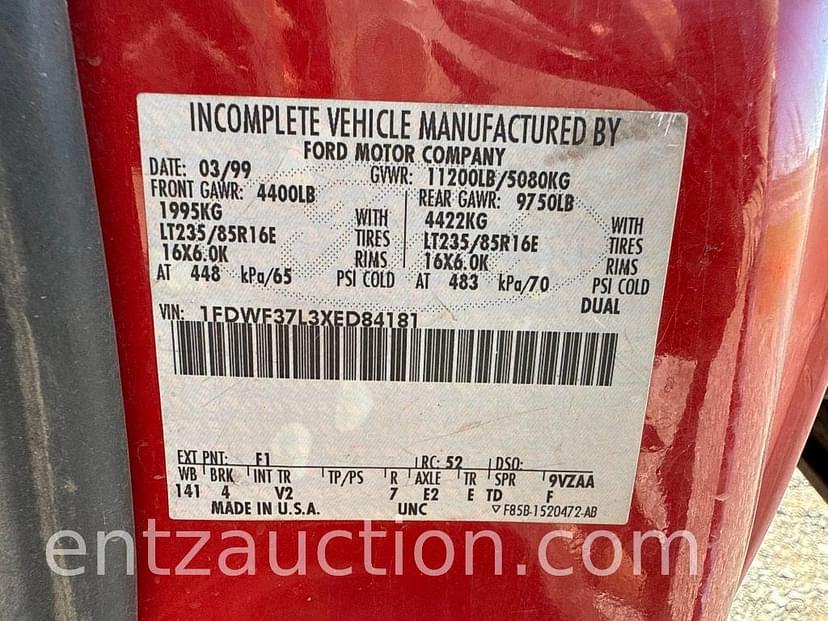 INCOMPLETE VEHICLE MANUFACTURED BY
FORD MOTOR COMPANY
DATE: 03/99 GVWR: 11200LB/5080KG
FRONT GAWR: 4400LB REAR GAWR: 9750LB
1995KG WITH 4422KG WITH
LT235/85R16E TIRES LT235/85R16E TIRES
16X6.0K RIMS 16X6.0K RIMS
AT 448 kPa/65 PSI COLD AT 483 kPa/70 PSI COLD
DUAL
VIN: 1FDWF37L3XED84181
EXT PNT: F1 RC: 52 DSO:
WB BRK INT TR TP/PS R AXLE TR SPR 9VZAA
141 4 V2 7 E2 E TD F
MADE IN U.S.A. UNC ▽ F85B-1520472-AB
entzauction.com